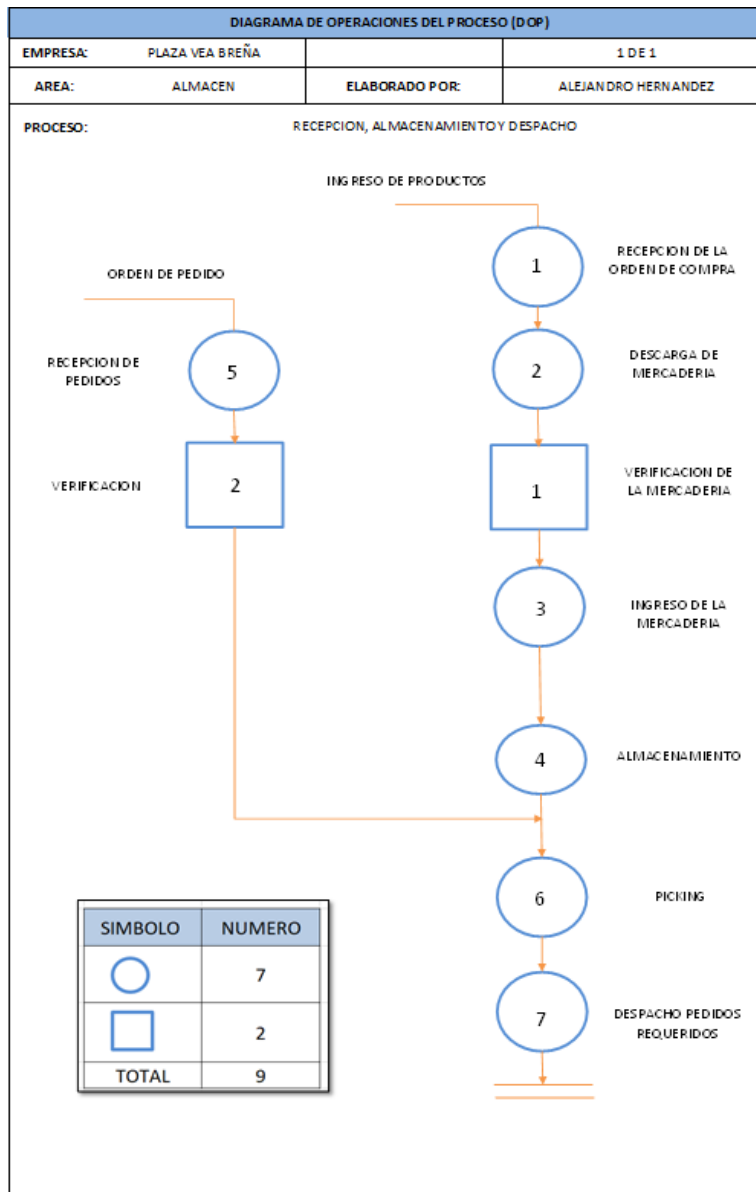 DIAGRAMA DE OPERACIONES DEL PROCESO (DOP)
EMPRESA: PLAZA VEA BREÑA 1 DE 1
AREA: ALMACEN ELABORADO POR: ALEJANDRO HERNANDEZ
PROCESO: RECEPCION, ALMACENAMIENTO Y DESPACHO
INGRESO DE PRODUCTOS
1
RECEPCION DE LA
ORDEN DE COMPRA
ORDEN DE PEDIDO
RECEPCION DE
PEDIDOS
5
2
DESCARGA DE
MERCADERIA
VERIFICACION
2
1
VERIFICACION DE
LA MERCADERIA
3
INGRESO DE LA
MERCADERIA
4
ALMACENAMIENTO
6
PICKING
7
DESPACHO PEDIDOS
REQUERIDOS
SIMBOLO NUMERO
7
2
TOTAL 9